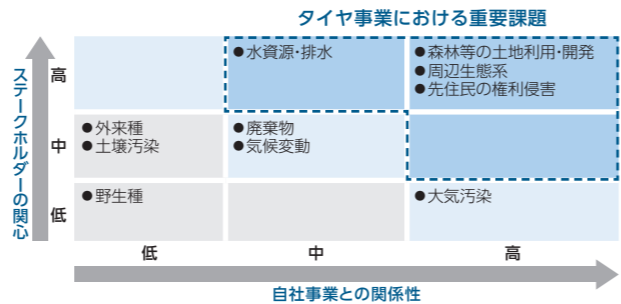 タイヤ事業における重要課題
ステークホルダーの関心
高
●水資源・排水
●森林等の土地利用・開発
●周辺生態系
●先住民の権利侵害
中
●外来種
●土壌汚染
●廃棄物
●気候変動
低
●野生種
●大気汚染
低
中
高
自社事業との関係性